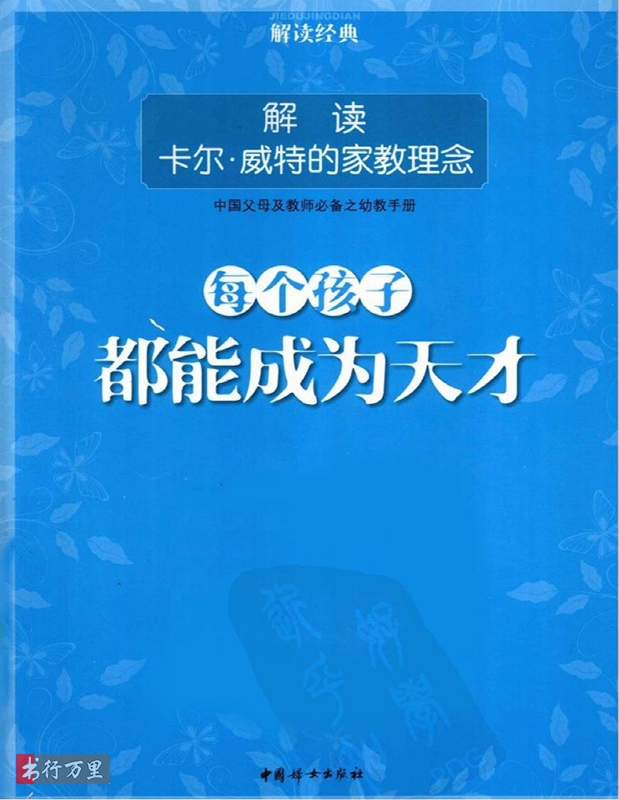 JIEDUJINGDIAN
解读经典
解 读
卡尔·威特的家教理念
中国父母及教师必备之幼教手册
每个孩子
都能成为天才
书行万里
中国妇女出版社